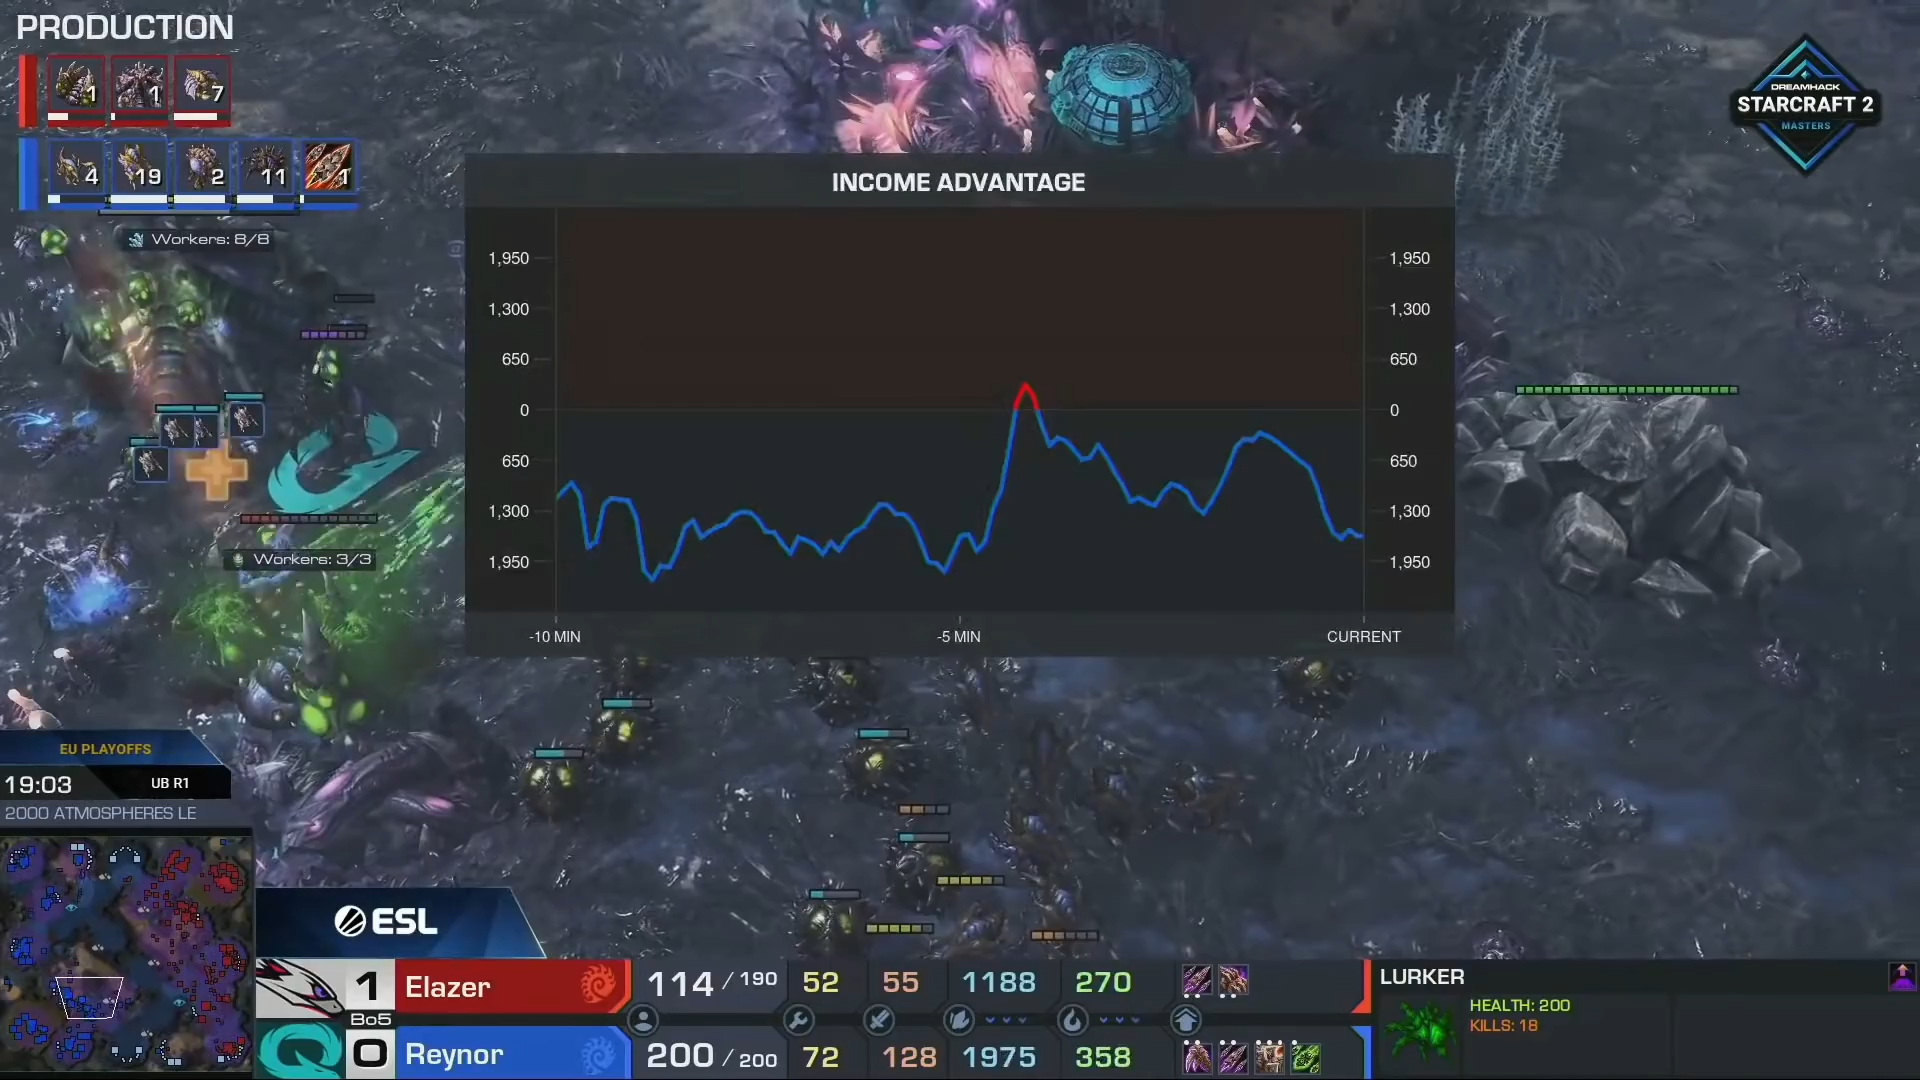 PRODUCTION
1 1 7
4 19 2 11 1
Workers: 8/8
Workers: 3/3
DREAMHACK
STARCRAFT 2
MASTERS
INCOME ADVANTAGE
1,950 1,950
1,300 1,300
650 650
0 0
650 650
1,300 1,300
1,950 1,950
-10 MIN -5 MIN CURRENT
EU PLAYOFFS
19:03 UB R1
2000 ATMOSPHERES LE
ESL
1 Elazer 114 / 190 52 55 1188 270
Bo5
0 Reynor 200 / 200 72 128 1975 358
LURKER
HEALTH: 200
KILLS: 18